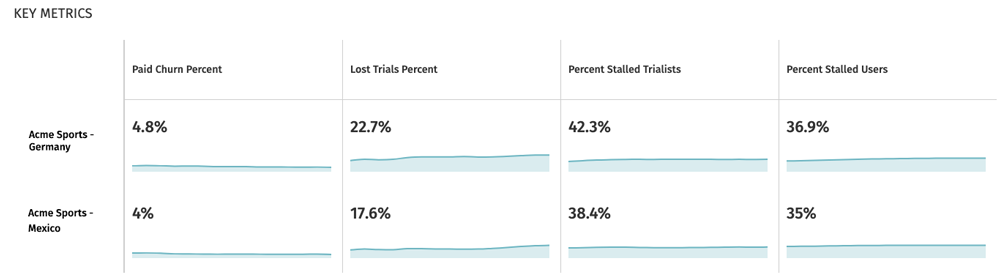 KEY METRICS
Paid Churn Percent
Lost Trials Percent
Percent Stalled Trialists
Percent Stalled Users
Acme Sports -
Germany
4.8%
22.7%
42.3%
36.9%
Acme Sports -
Mexico
4%
17.6%
38.4%
35%